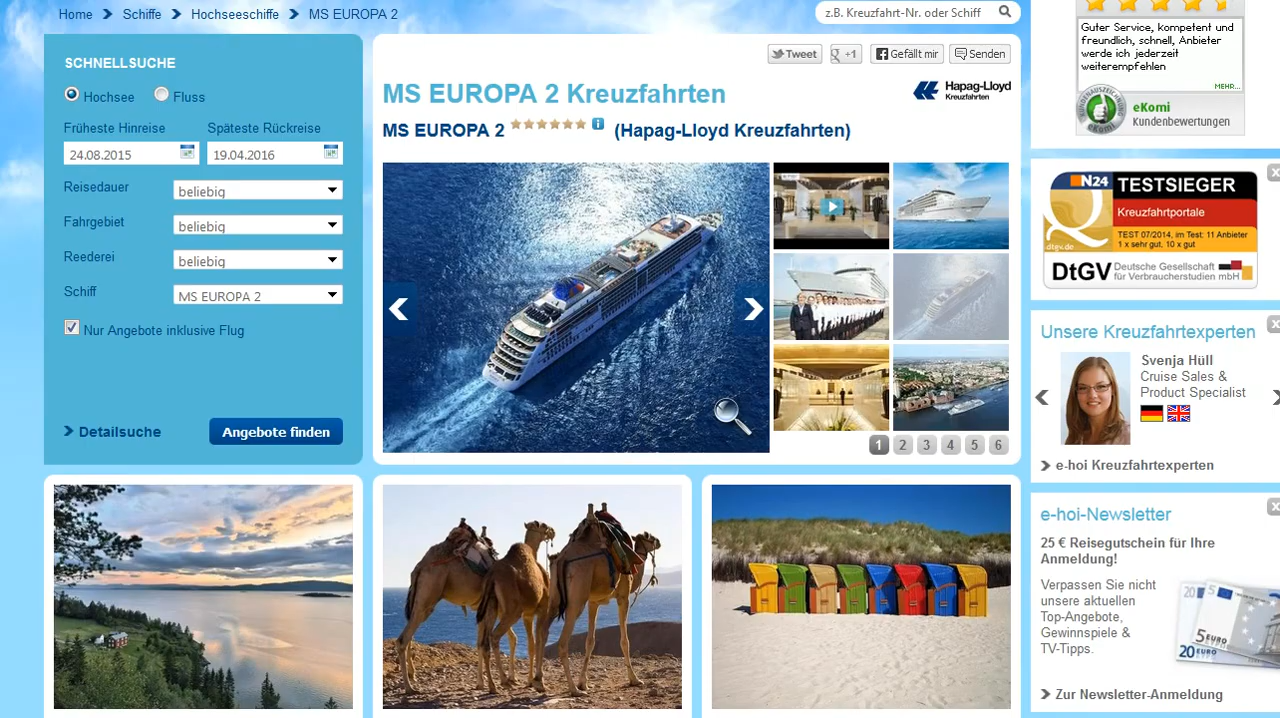 Home Schiffe Hochseeschiffe MS EUROPA 2
z.B. Kreuzfahrt-Nr. oder Schiff
SCHNELLSUCHE
Hochsee Fluss
Früheste Hinreise Späteste Rückreise
24.08.2015 19.04.2016
Reisedauer beliebig
Fahrgebiet beliebig
Reederei beliebig
Schiff MS EUROPA 2
Nur Angebote inklusive Flug
Detailsuche Angebote finden
Tweet +1 Gefällt mir Senden
MS EUROPA 2 Kreuzfahrten
Hapag-Lloyd
Kreuzfahrten
MS EUROPA 2 (Hapag-Lloyd Kreuzfahrten)
1 2 3 4 5 6
Guter Service, kompetent und
freundlich, schnell, Anbieter
werde ich jederzeit
weiterempfehlen
MEHR...
eKomi
Kundenbewertungen
N24 TESTSIEGER
Kreuzfahrtportale
TEST 07/2014, im Test: 11 Anbieter
1 x sehr gut, 10 x gut
dtgv.de
DtGV Deutsche Gesellschaft
für Verbraucherstudien mbH
Unsere Kreuzfahrtexperten
Svenja Hüll
Cruise Sales &
Product Specialist
e-hoi Kreuzfahrtexperten
e-hoi-Newsletter
25 € Reisegutschein für Ihre
Anmeldung!
Verpassen Sie nicht
unsere aktuellen
Top-Angebote,
Gewinnspiele &
TV-Tipps.
5 EURO
20 EURO
Zur Newsletter-Anmeldung